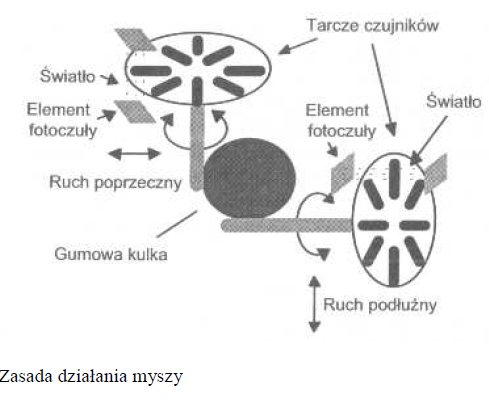 Tarcze czujników
Światło
Element
fotoczuły
Ruch poprzeczny
Gumowa kulka
Element
fotoczuły
Światło
Ruch podłużny
Zasada działania myszy